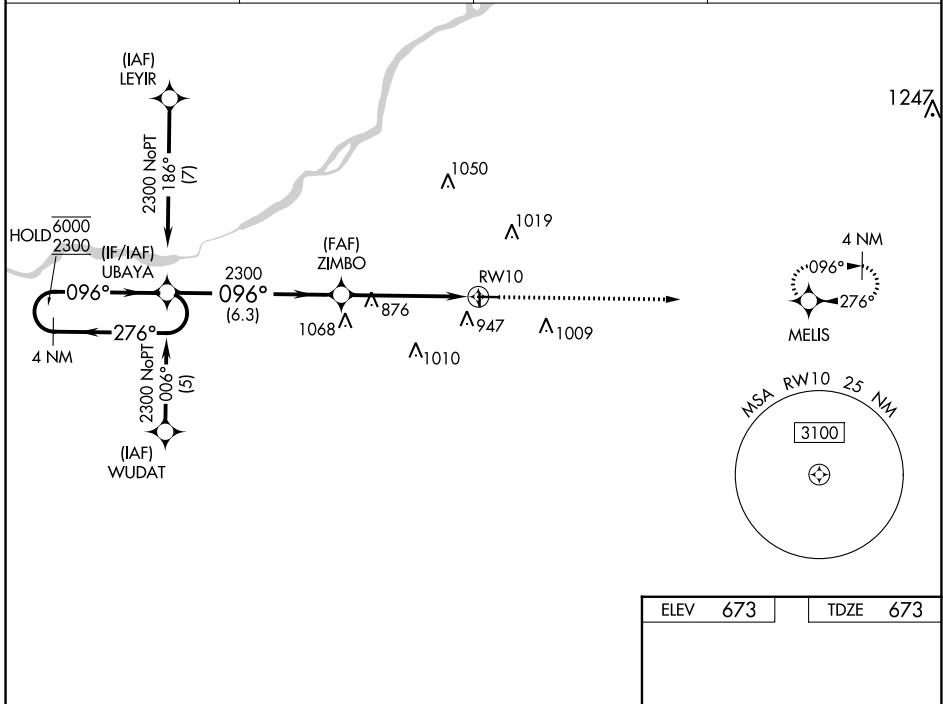 (IAF)
LEYIR
1247
2300 NoPT
186°
(7)
1050
1019
HOLD
6000
2300
(IF/IAF)
UBAYA
(FAF)
ZIMBO
4 NM
096°
2300
096°
(6.3)
RW10
096°
276°
876
1068
947
1009
276°
4 NM
1010
MELIS
2300 NoPT
006°
(5)
(IAF)
WUDAT
MSA RW10 25 NM
3100
ELEV 673
TDZE 673